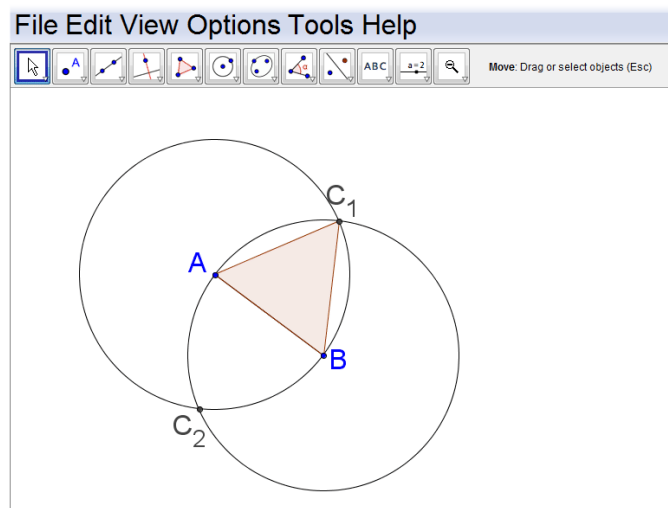 File Edit View Options Tools Help
A
α
ABC
a=2
Move: Drag or select objects (Esc)
C1
A
B
C2